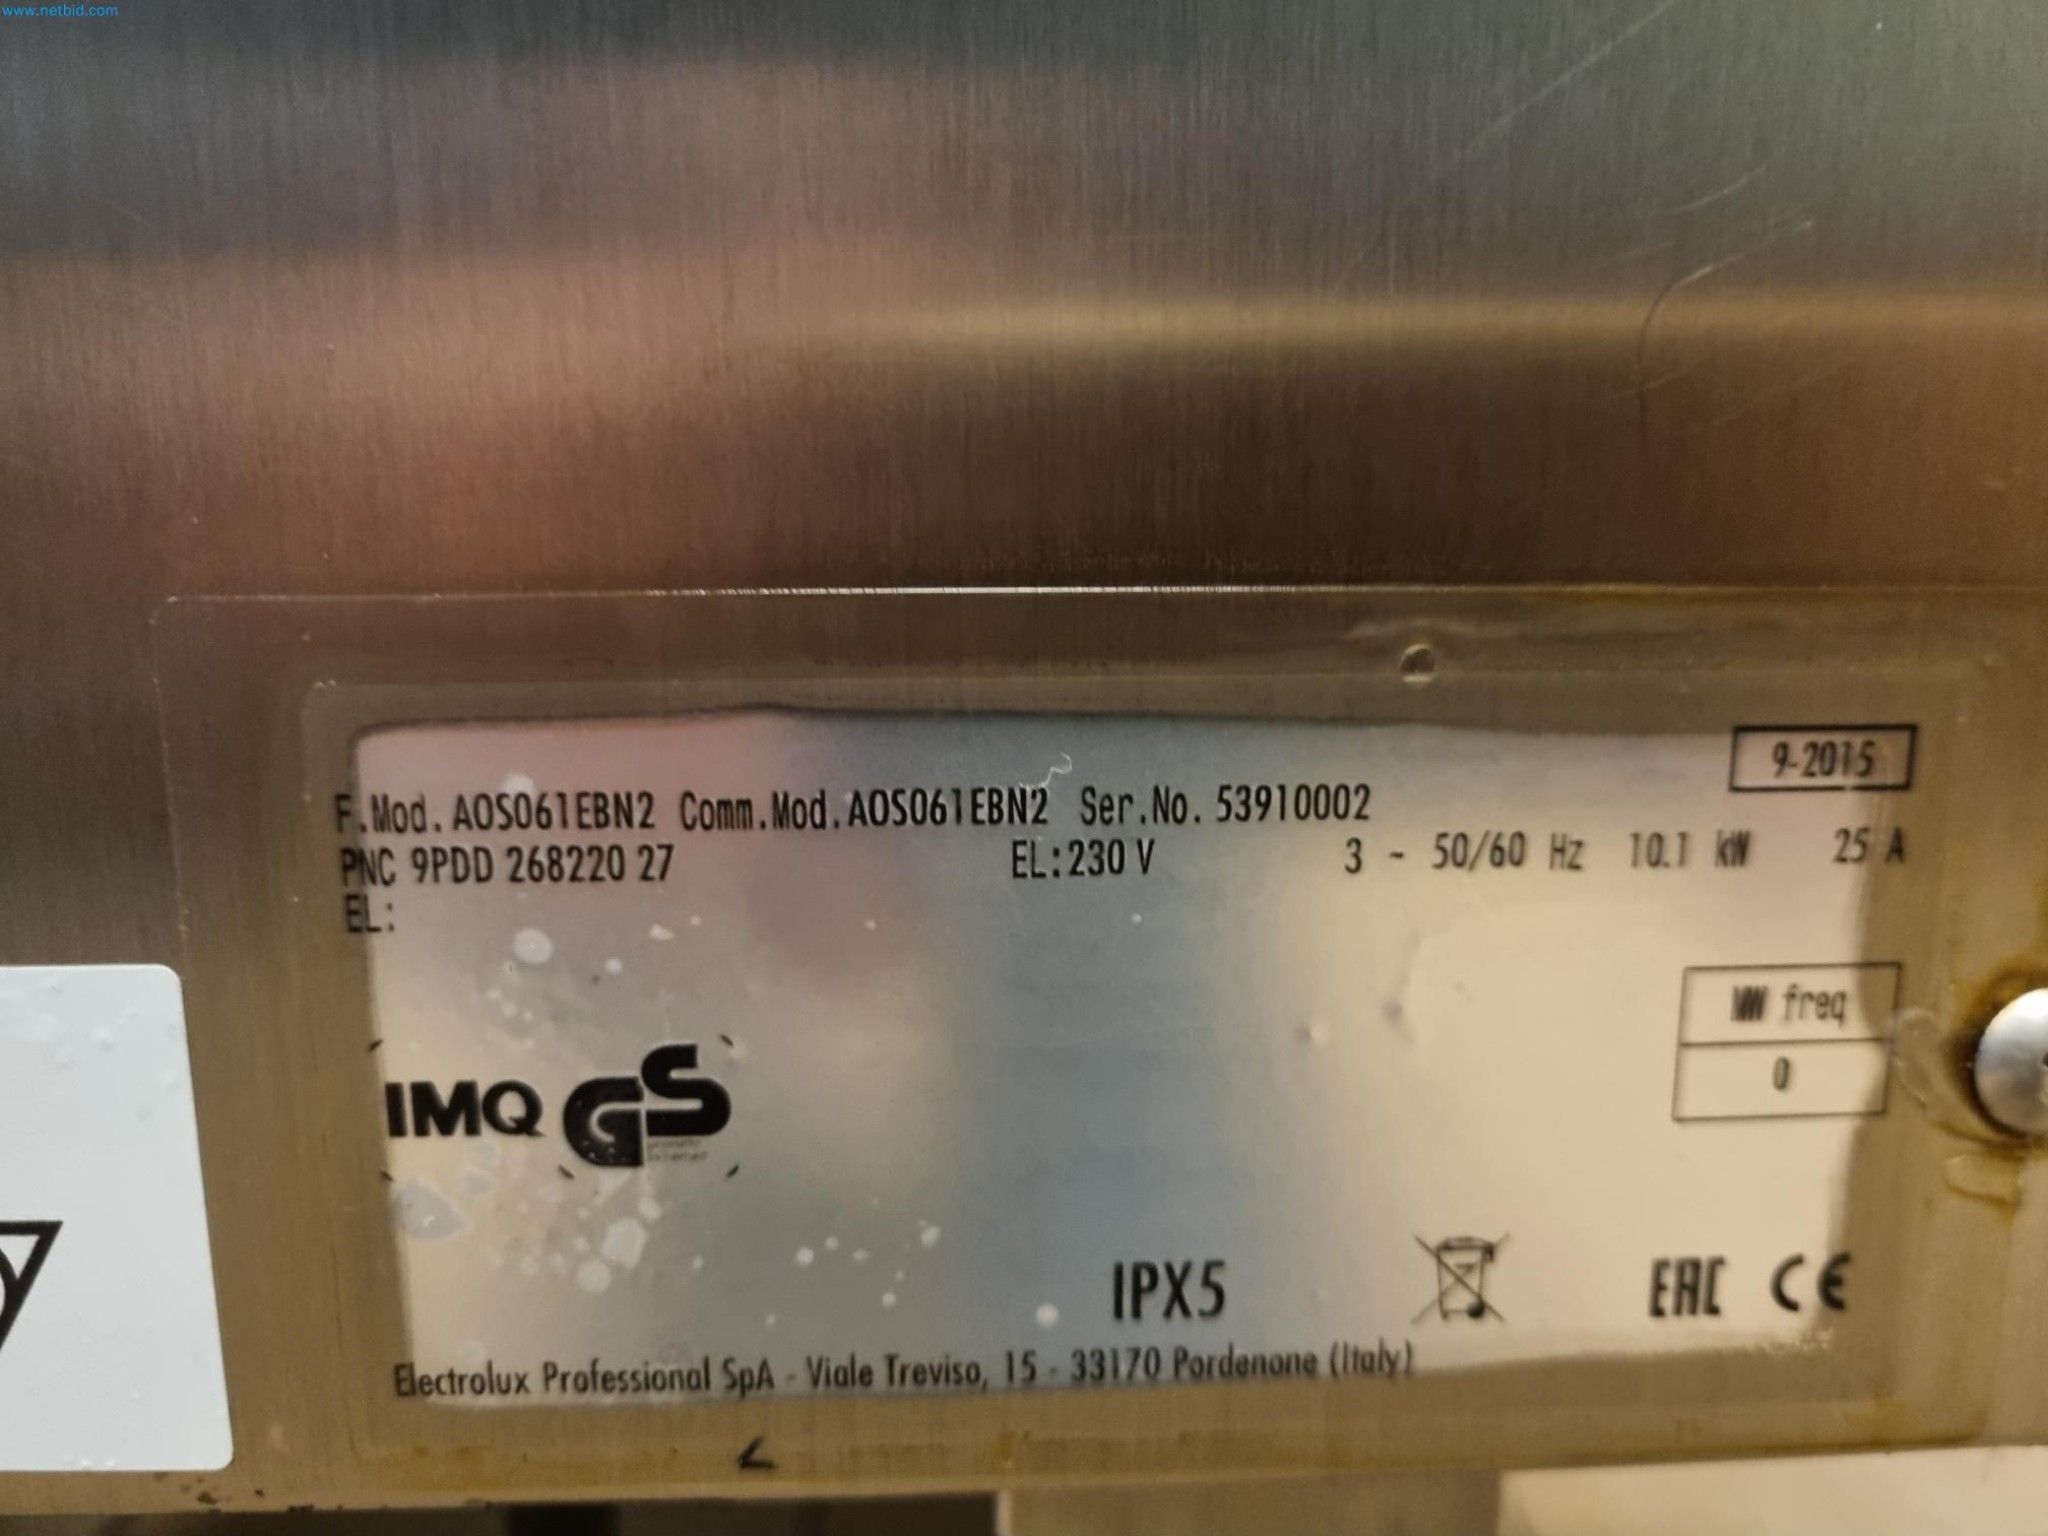 www.netbid.com
9-2015
F.Mod. AOS061EBN2 Comm.Mod.AOS061EBN2 Ser.No. 53910002
PNC 9PDD 268220 27 EL:230 V 3 ~ 50/60 Hz 10.1 kW 25 A
EL:
MW freq
0
IMQ GS
IPX5 EAC CE
Electrolux Professional SpA - Viale Treviso, 15 - 33170 Pordenone (Italy)